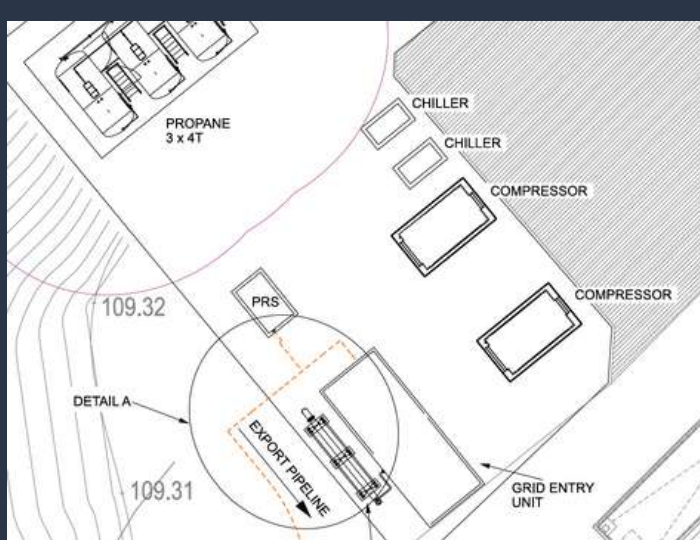 CHILLER
CHILLER
PROPANE
3 x 4T
COMPRESSOR
COMPRESSOR
PRS
109.32
DETAIL A
EXPORT PIPELINE
109.31
GRID ENTRY
UNIT